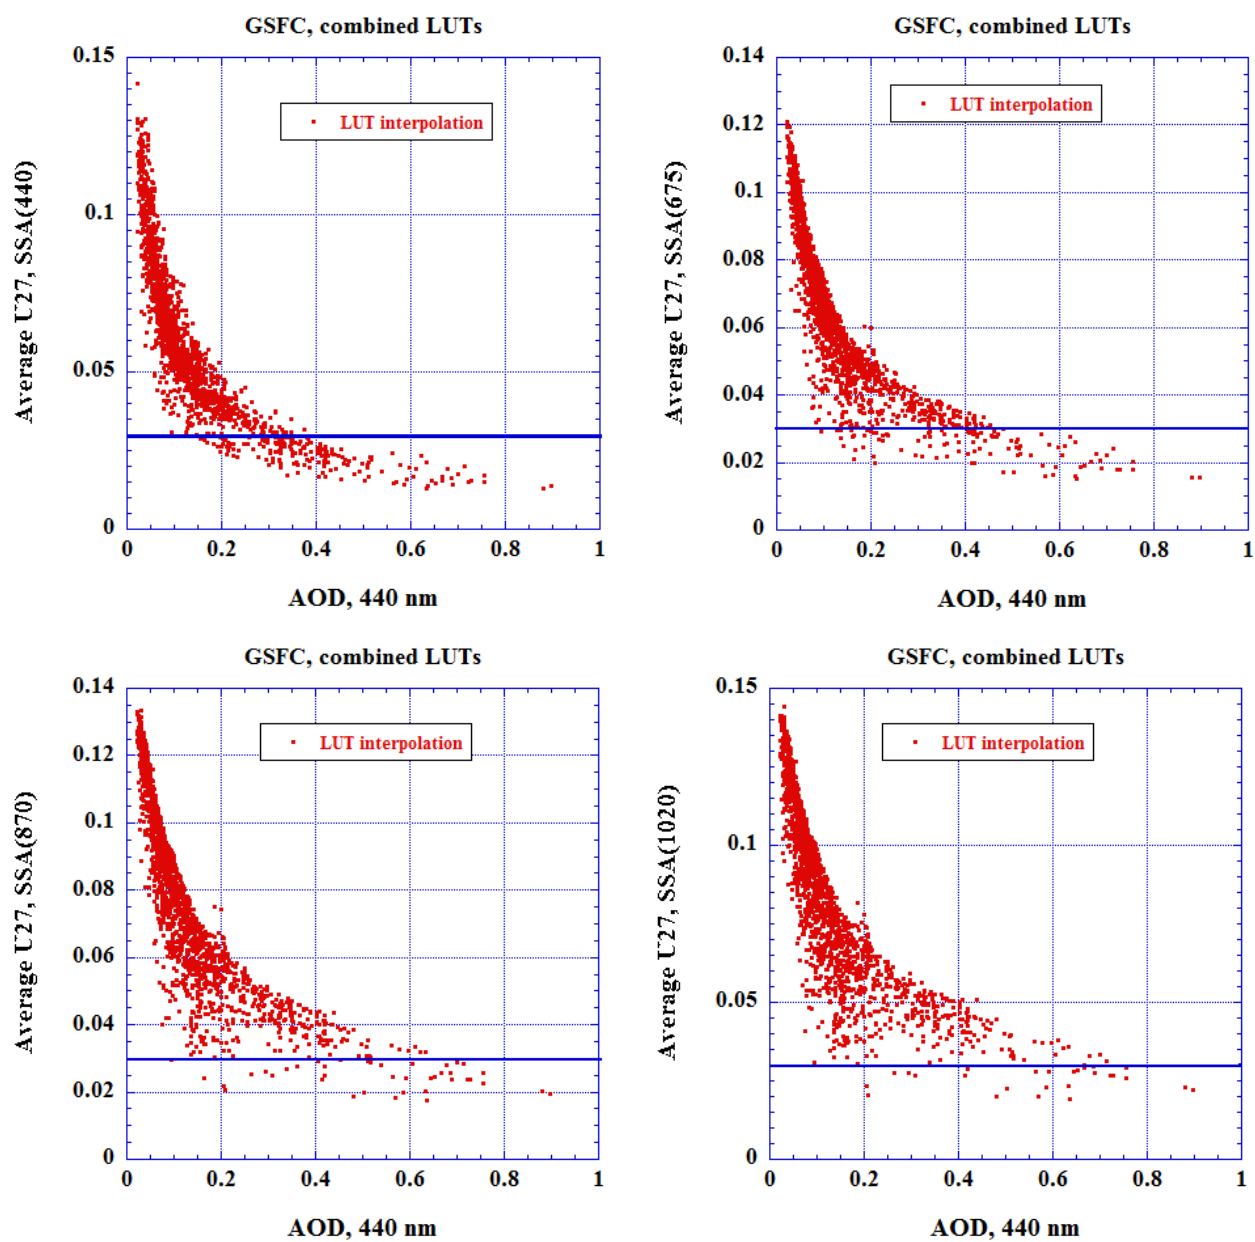 GSFC, combined LUTs
0.15
0.1
0.05
0
LUT interpolation
Average U27, SSA(440)
0 0.2 0.4 0.6 0.8 1
AOD, 440 nm
GSFC, combined LUTs
0.14
0.12
0.1
0.08
0.06
0.04
0.02
0
LUT interpolation
Average U27, SSA(675)
0 0.2 0.4 0.6 0.8 1
AOD, 440 nm
GSFC, combined LUTs
0.14
0.12
0.1
0.08
0.06
0.04
0.02
0
LUT interpolation
Average U27, SSA(870)
0 0.2 0.4 0.6 0.8 1
AOD, 440 nm
GSFC, combined LUTs
0.15
0.1
0.05
0
LUT interpolation
Average U27, SSA(1020)
0 0.2 0.4 0.6 0.8 1
AOD, 440 nm